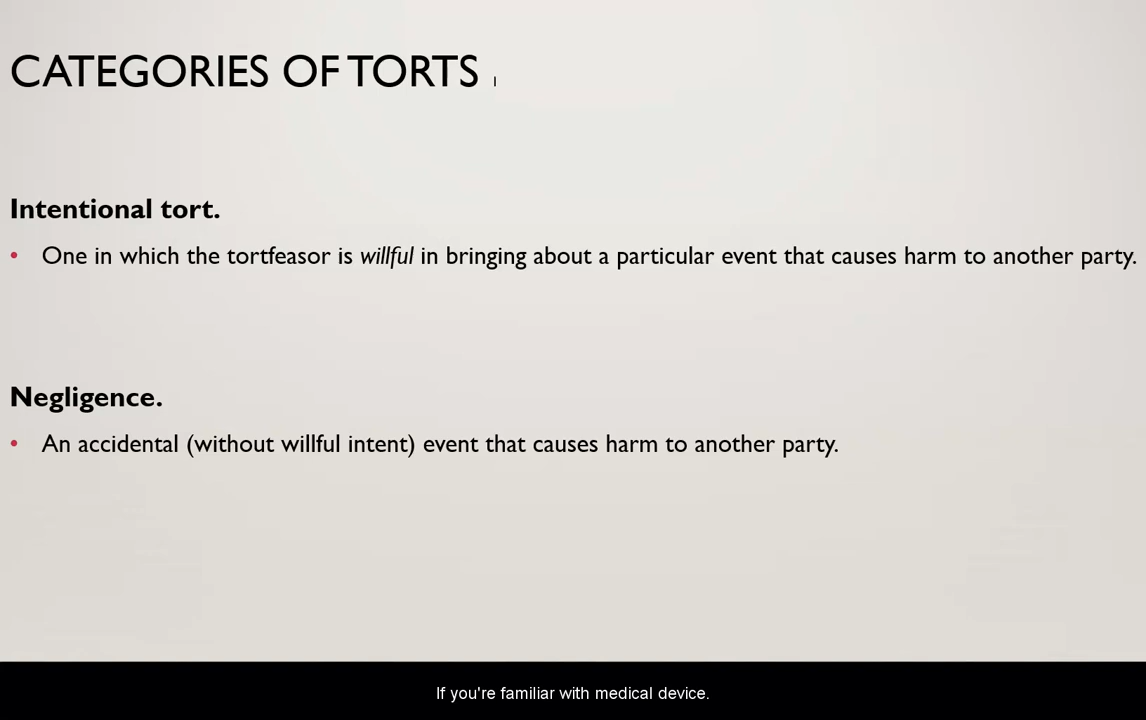 CATEGORIES OF TORTS
Intentional tort.
• One in which the tortfeasor is willful in bringing about a particular event that causes harm to another party.
Negligence.
• An accidental (without willful intent) event that causes harm to another party.
If you're familiar with medical device.